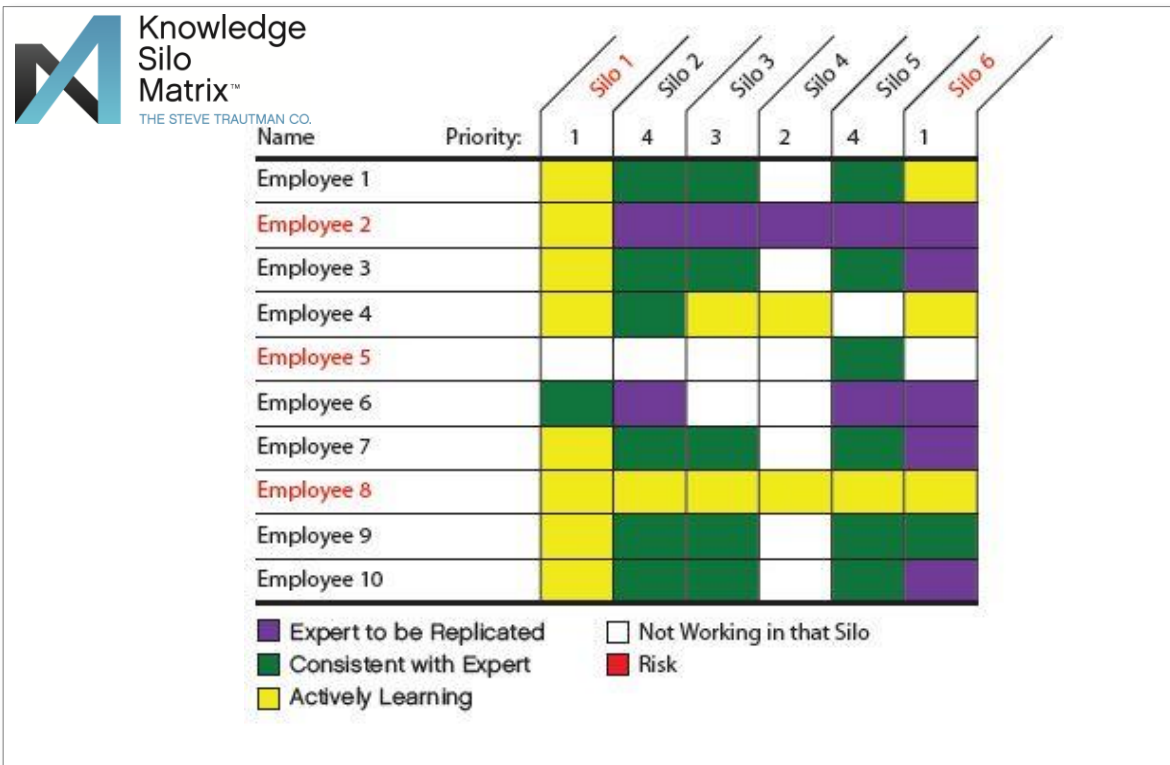 Knowledge
Silo
Matrix™
THE STEVE TRAUTMAN CO.
Silo 1 Silo 2 Silo 3 Silo 4 Silo 5 Silo 6
Name Priority: 1 4 3 2 4 1
Employee 1
Employee 2
Employee 3
Employee 4
Employee 5
Employee 6
Employee 7
Employee 8
Employee 9
Employee 10
Expert to be Replicated Not Working in that Silo
Consistent with Expert Risk
Actively Learning